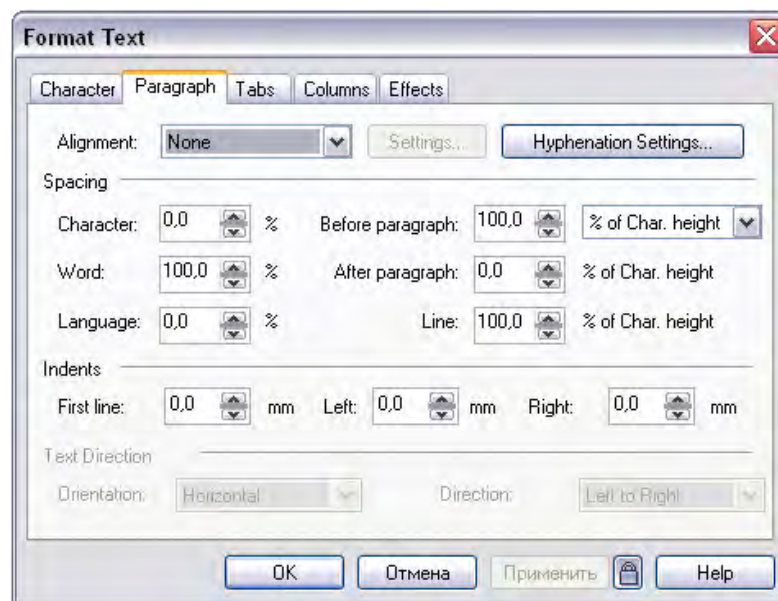 Format Text
Character Paragraph Tabs Columns Effects
Alignment: None Settings... Hyphenation Settings...
Spacing
Character: 0,0 % Before paragraph: 100,0 % of Char. height
Word: 100,0 % After paragraph: 0,0 % of Char. height
Language: 0,0 % Line: 100,0 % of Char. height
Indents
First line: 0,0 mm Left: 0,0 mm Right: 0,0 mm
Text Direction
Orientation: Horizontal Direction: Left to Right
OK Отмена Применить Help